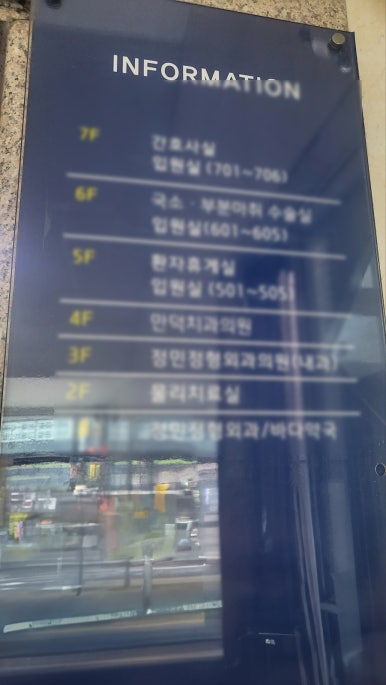 INFORMATION
7F 간호사실
입원실 (701~706)
6F 국소 · 부분마취 수술실
입원실(601~605)
5F 환자휴게실
입원실 (501~505)
4F 만덕치과의원
3F 정민정형외과의원(내과)
2F 물리치료실
정민정형외과/바다약국